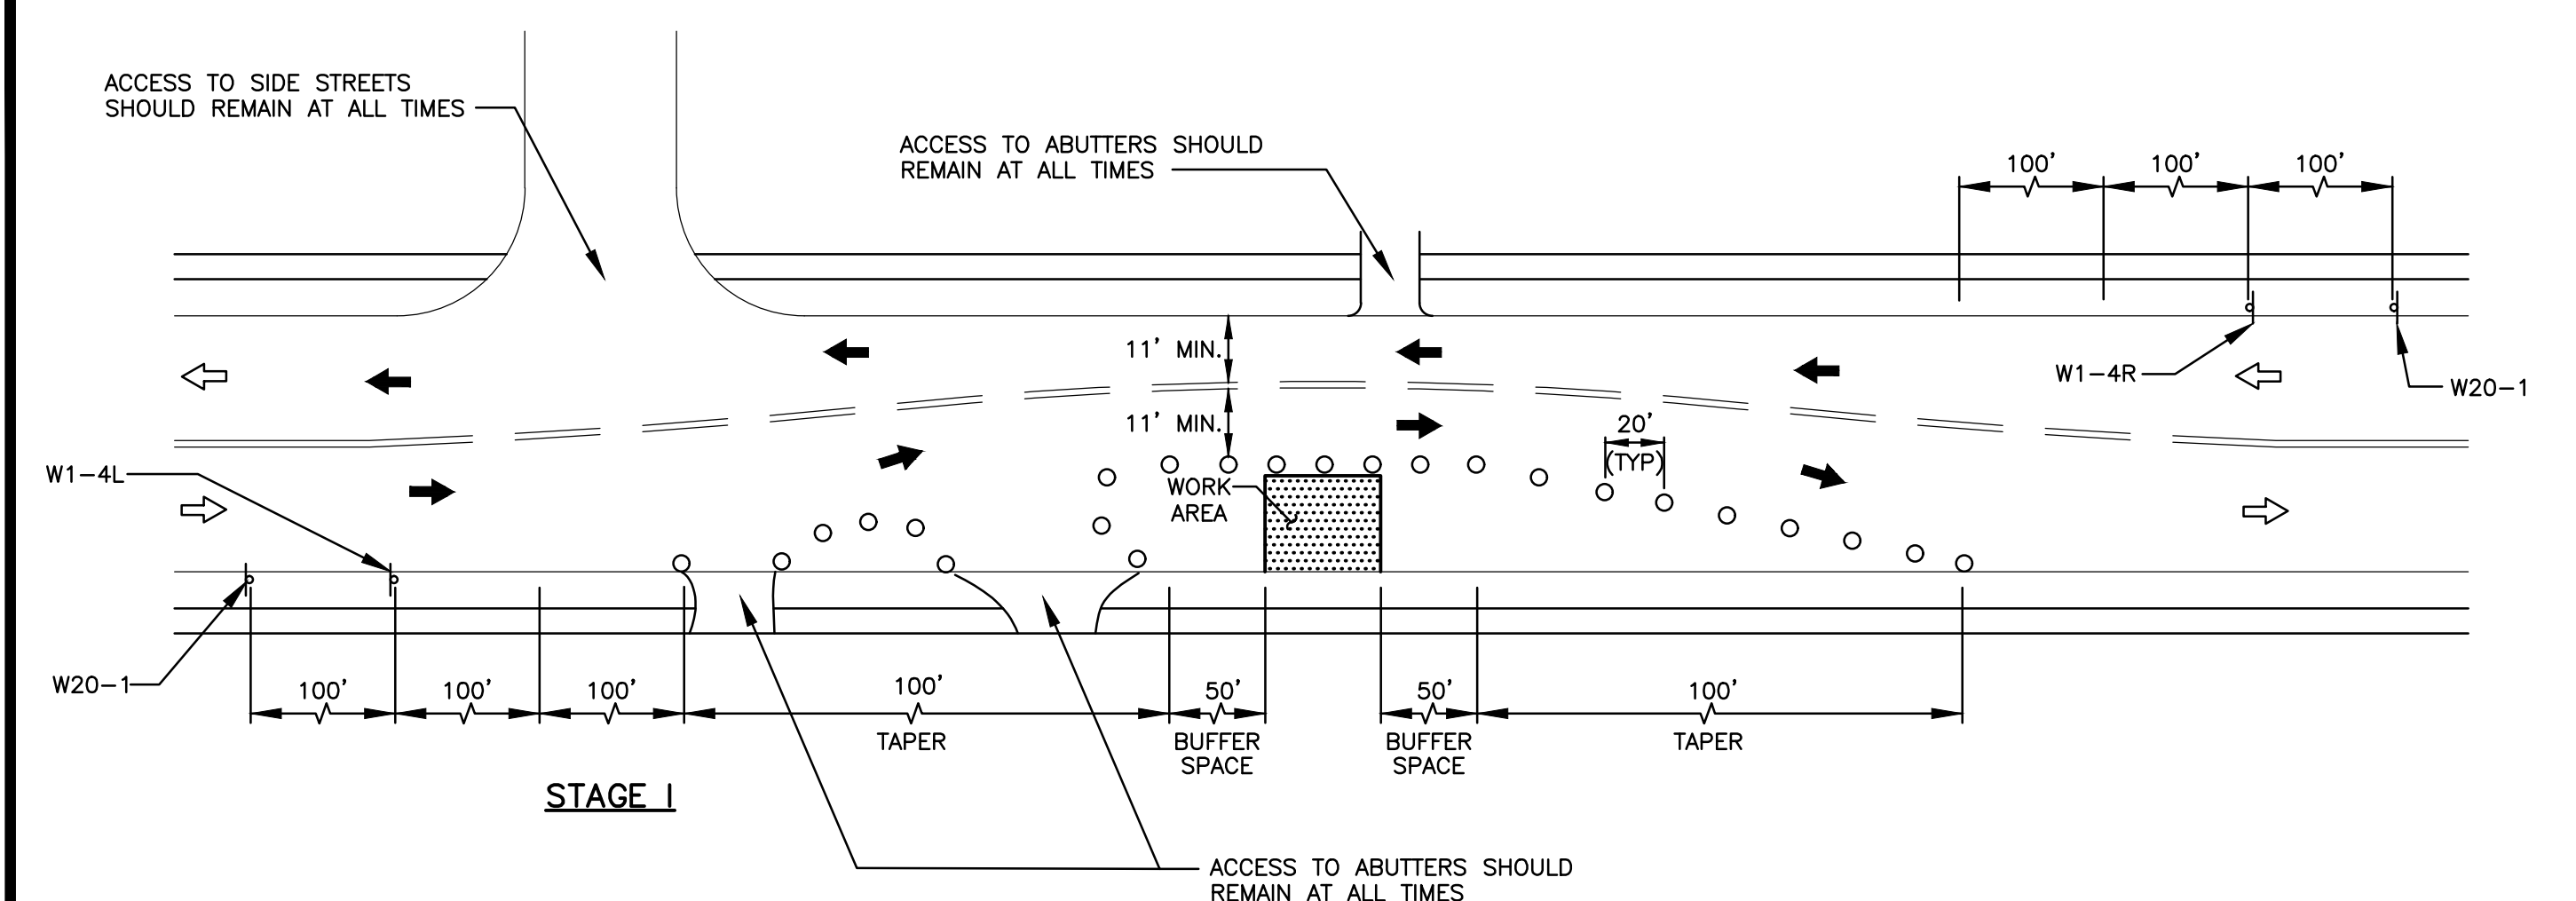 ACCESS TO SIDE STREETS
SHOULD REMAIN AT ALL TIMES
ACCESS TO ABUTTERS SHOULD
REMAIN AT ALL TIMES
100' 100' 100'
11' MIN.
11' MIN.
W1-4R
W20-1
20'
(TYP)
W1-4L
WORK
AREA
W20-1
100' 100' 100' 100' 50' 50' 100'
TAPER
BUFFER
SPACE
BUFFER
SPACE
TAPER
STAGE I
ACCESS TO ABUTTERS SHOULD
REMAIN AT ALL TIMES